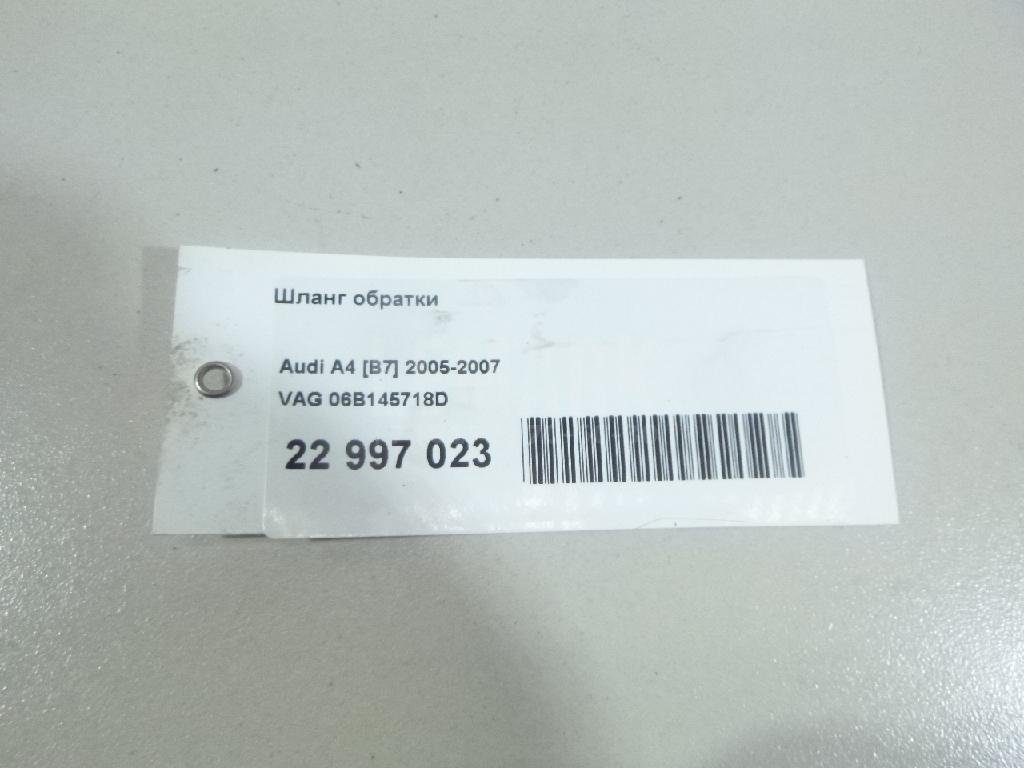 Шланг обратки
Audi A4 [B7] 2005-2007
VAG 06B145718D
22 997 023